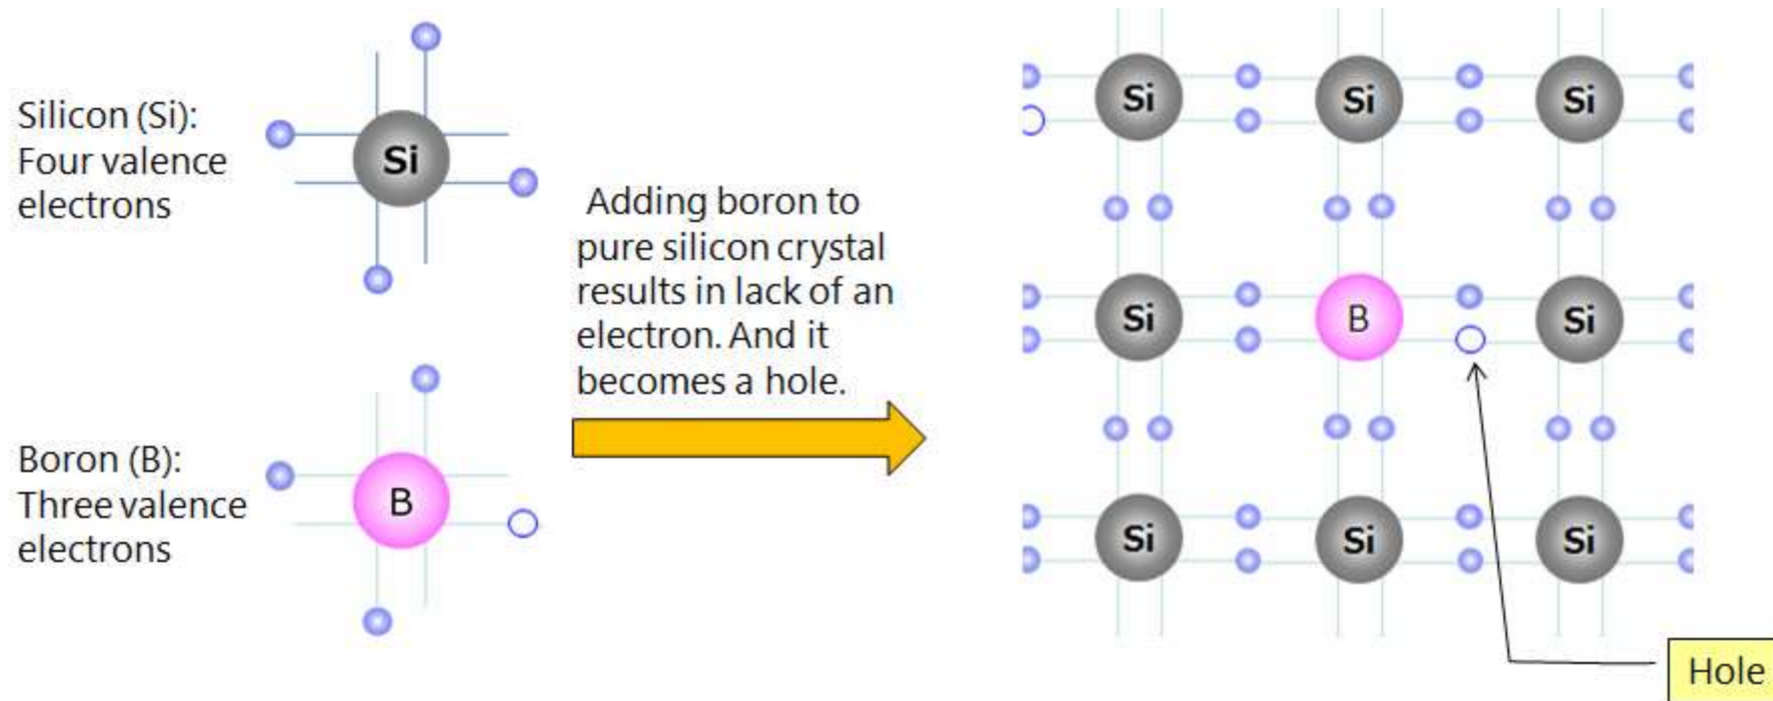 Silicon (Si):
Four valence
electrons
Si
Boron (B):
Three valence
electrons
B
Adding boron to
pure silicon crystal
results in lack of an
electron. And it
becomes a hole.
Si Si Si
Si B Si
Si Si Si
Hole